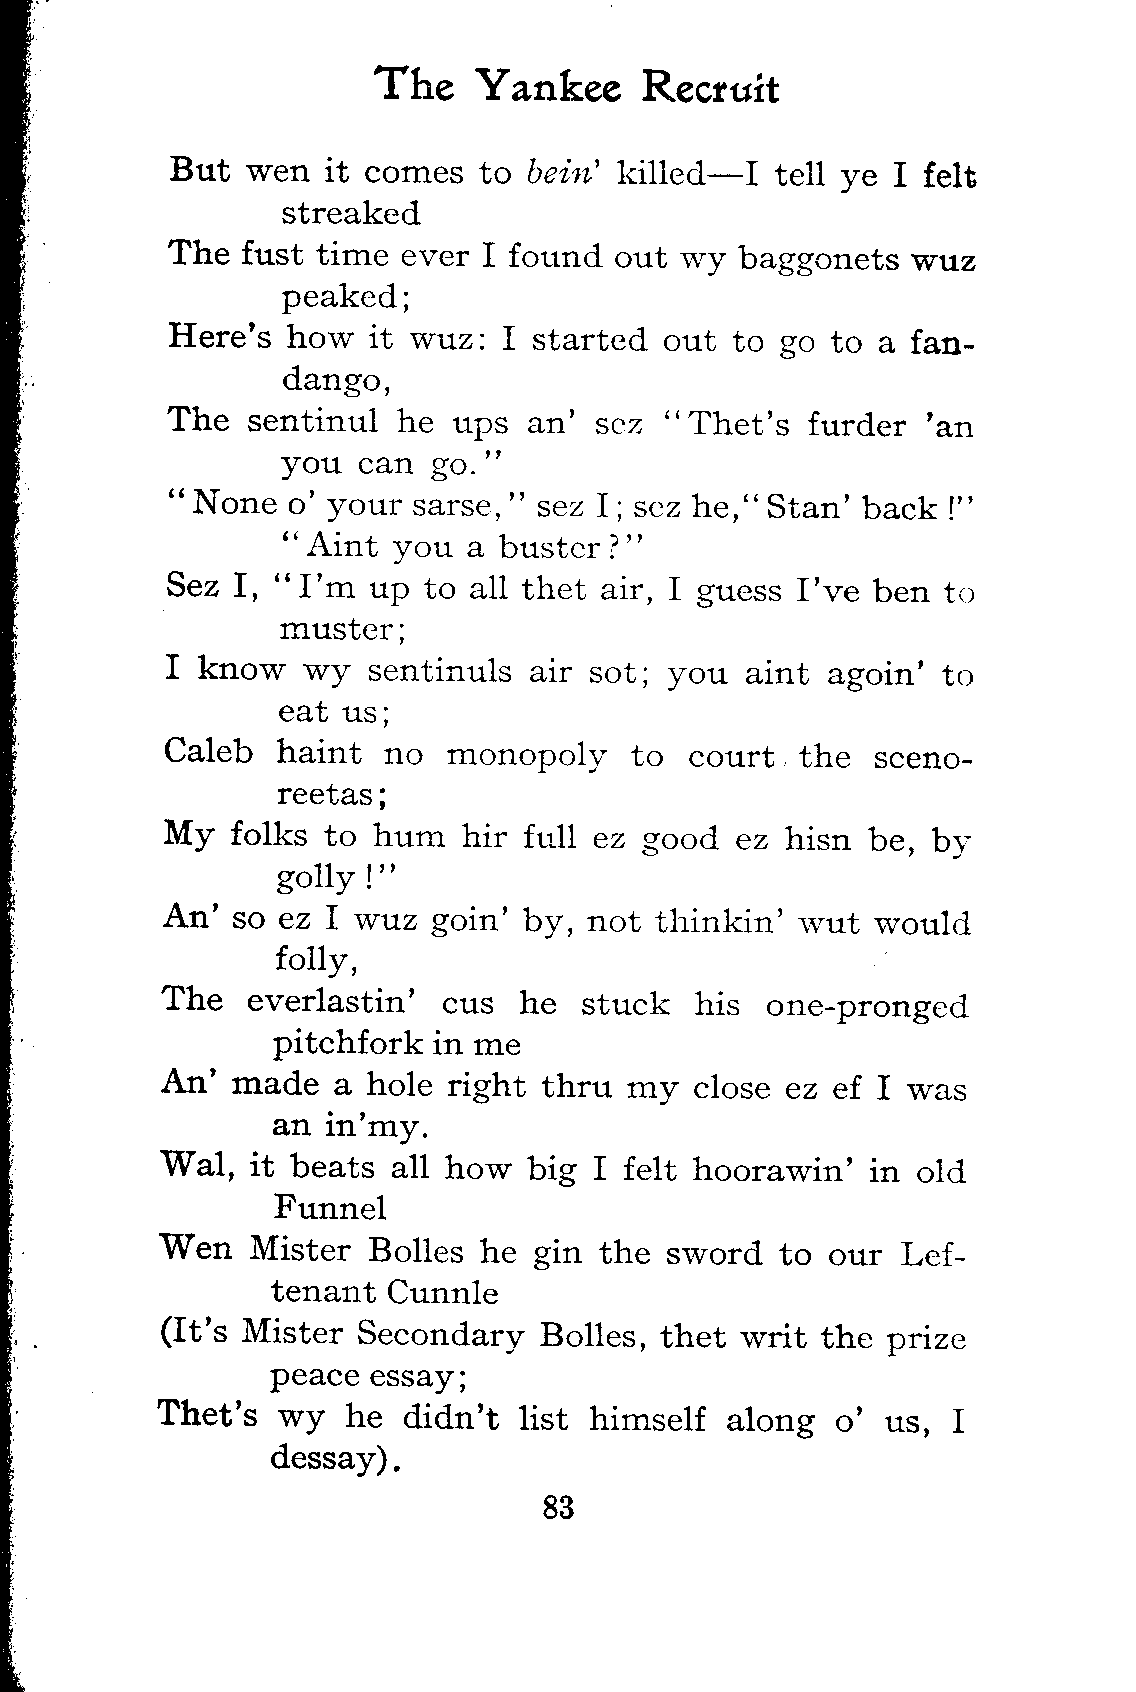 The Yankee Recruit
But wen it comes to bein' killed—I tell ye I felt
streaked
The fust time ever I found out wy baggonets wuz
peaked;
Here's how it wuz: I started out to go to a fan-
dango,
The sentinul he ups an' sez "Thet's furder 'an
you can go."
"None o' your sarse," sez I; sez he, "Stan' back!"
"Aint you a buster?"
Sez I, "I'm up to all thet air, I guess I've ben to
muster;
I know wy sentinuls air sot; you aint agoin' to
eat us;
Caleb haint no monopoly to court the sceno-
reetas;
My folks to hum hir full ez good ez hisn be, by
golly!"
An' so ez I wuz goin' by, not thinkin' wut would
folly,
The everlastin' cus he stuck his one-pronged
pitchfork in me
An' made a hole right thru my close ez ef I was
an in'my.
Wal, it beats all how big I felt hoorawin' in old
Funnel
Wen Mister Bolles he gin the sword to our Lef-
tenant Cunnle
(It's Mister Secondary Bolles, thet writ the prize
peace essay;
Thet's wy he didn't list himself along o' us, I
dessay).
83